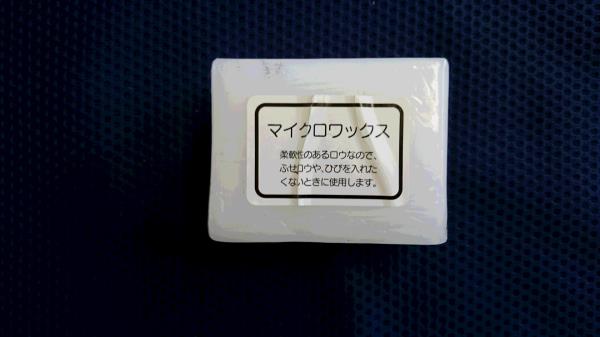 マイクロワックス
柔軟性のあるロウなので、
ふせロウや、ひびを入れた
くないときに使用します。